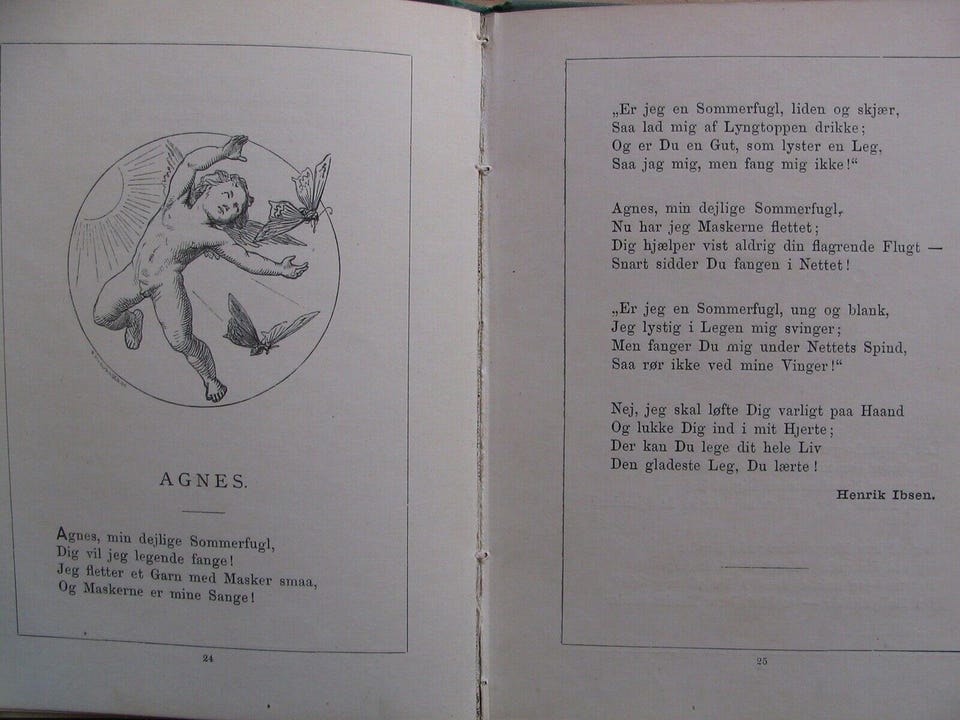 AGNES.
Agnes, min dejlige Sommerfugl,
Dig vil jeg legende fange!
Jeg fletter et Garn med Masker smaa,
Og Maskerne er mine Sange!
24
„Er jeg en Sommerfugl, liden og skjær,
Saa lad mig af Lyngtoppen drikke;
Og er Du en Gut, som lyster en Leg,
Saa jag mig, men fang mig ikke!“
Agnes, min dejlige Sommerfugl,
Nu har jeg Maskerne flettet;
Dig hjælper vist aldrig din flagrende Flugt —
Snart sidder Du fangen i Nettet!
„Er jeg en Sommerfugl, ung og blank,
Jeg lystig i Legen mig svinger;
Men fanger Du mig under Nettets Spind,
Saa rør ikke ved mine Vinger!“
Nej, jeg skal løfte Dig varligt paa Haand
Og lukke Dig ind i mit Hjerte;
Der kan Du lege dit hele Liv
Den gladeste Leg, Du lærte!
Henrik Ibsen.
25